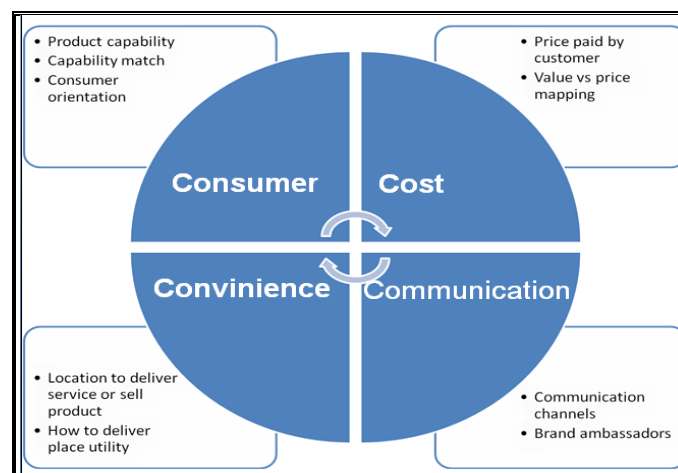 • Product capability
• Capability match
• Consumer
orientation
• Price paid by
customer
• Value vs price
mapping
Consumer
Cost
Convinience
Communication
• Location to deliver
service or sell
product
• How to deliver
place utility
• Communication
channels
• Brand ambassadors